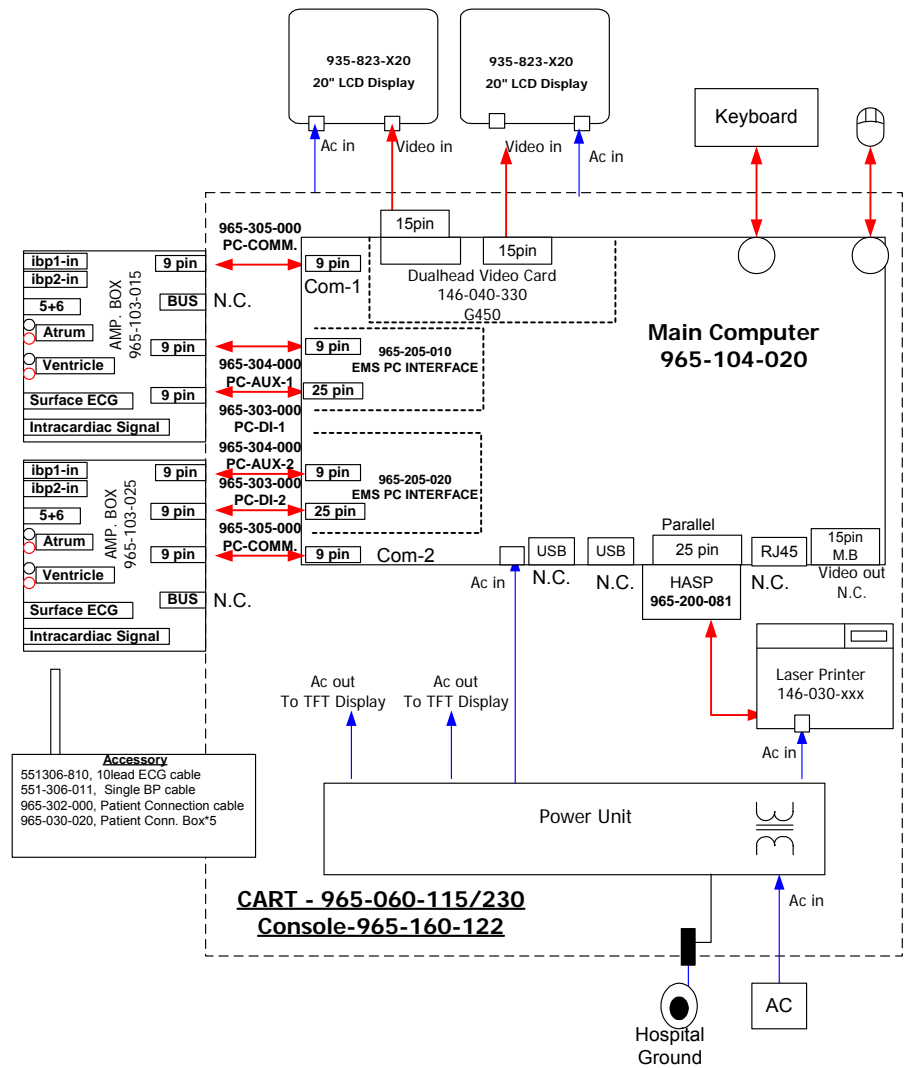 935-823-X20
20" LCD Display
935-823-X20
20" LCD Display
Ac in
Video in
Video in
Ac in
Keyboard
965-305-000
PC-COMM.
15pin
15pin
Dualhead Video Card
146-040-330
G450
ibp1-in
ibp2-in
5+6
Atrum
Ventricle
Surface ECG
Intracardiac Signal
AMP. BOX
965-103-015
9 pin
BUS
N.C.
9 pin
9 pin
9 pin
Com-1
9 pin
965-304-000
PC-AUX-1
25 pin
965-205-010
EMS PC INTERFACE
Main Computer
965-104-020
965-303-000
PC-DI-1
965-304-000
PC-AUX-2
965-303-000
PC-DI-2
965-305-000
PC-COMM.
ibp1-in
ibp2-in
5+6
Atrum
Ventricle
Surface ECG
Intracardiac Signal
AMP. BOX
965-103-025
9 pin
9 pin
9 pin
BUS
N.C.
9 pin
25 pin
965-205-020
EMS PC INTERFACE
9 pin
Com-2
Ac in
USB
N.C.
USB
N.C.
Parallel
25 pin
HASP
965-200-081
RJ45
N.C.
15pin
M.B
Video out
N.C.
Laser Printer
146-030-xxx
Ac in
Ac out
To TFT Display
Ac out
To TFT Display
Accessory
551306-810, 10lead ECG cable
551-306-011, Single BP cable
965-302-000, Patient Connection cable
965-030-020, Patient Conn. Box*5
Power Unit
CART - 965-060-115/230
Console-965-160-122
Ac in
AC
Hospital
Ground